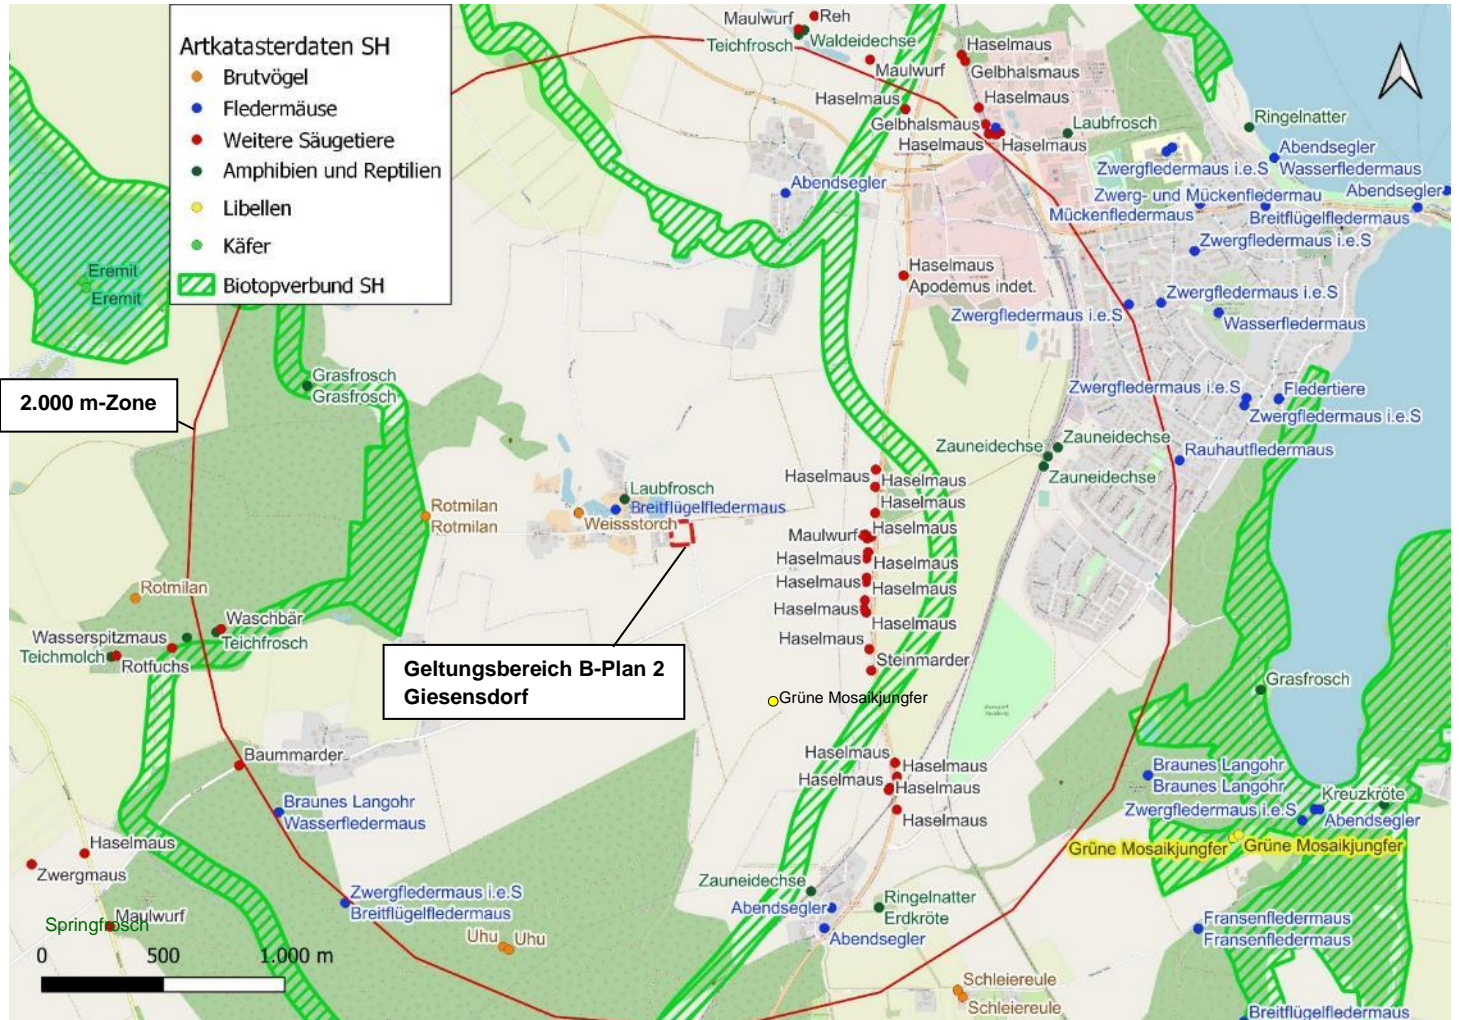 Artkatasterdaten SH
Brutvögel
Fledermäuse
Weitere Säugetiere
Amphibien und Reptilien
Libellen
Käfer
Biotopverbund SH
Maulwurf
Reh
Teichfrosch
Waldeidechse
Maulwurf
Haselmaus
Gelbhalsmaus
Haselmaus
Haselmaus
Gelbhalsmaus
Haselmaus
Haselmaus
Laubfrosch
Ringelnatter
Abendsegler
Wasserfledermaus
Zwergfledermaus i.e.S
Abendsegler
Zwerg- und Mückenfledermau
Mückenfledermaus
Breitflügelfledermaus
Abendsegler
Zwergfledermaus i.e.S
Eremit
Eremit
Haselmaus
Apodemus indet.
Zwergfledermaus i.e.S
Zwergfledermaus i.e.S
Wasserfledermaus
Grasfrosch
Grasfrosch
2.000 m-Zone
Zwergfledermaus i.e.S
Fledertiere
Zwergfledermaus i.e.S
Zauneidechse
Zauneidechse
Zauneidechse
Rauhautfledermaus
Haselmaus
Haselmaus
Haselmaus
Laubfrosch
Breitflügelfledermaus
Rotmilan
Rotmilan
Weissstorch
Maulwurf
Haselmaus
Haselmaus
Haselmaus
Haselmaus
Haselmaus
Haselmaus
Haselmaus
Haselmaus
Steinmarder
Rotmilan
Waschbär
Wasserspitzmaus
Teichfrosch
Teichmolch
Rotfuchs
Geltungsbereich B-Plan 2
Giesensdorf
Grüne Mosaikjungfer
Grasfrosch
Baummarder
Haselmaus
Haselmaus
Haselmaus
Haselmaus
Haselmaus
Braunes Langohr
Braunes Langohr
Braunes Langohr
Wasserfledermaus
Kreuzkröte
Zwergfledermaus i.e.S
Abendsegler
Grüne Mosaikjungfer
Grüne Mosaikjungfer
Haselmaus
Zwergmaus
Zwergfledermaus i.e.S
Breitflügelfledermaus
Zauneidechse
Abendsegler
Ringelnatter
Erdkröte
Abendsegler
Maulwurf
Springfrosch
Uhu
Uhu
Fransenfledermaus
Fransenfledermaus
0
500
1.000 m
Schleiereule
Schleiereule
Breitflügelfledermaus